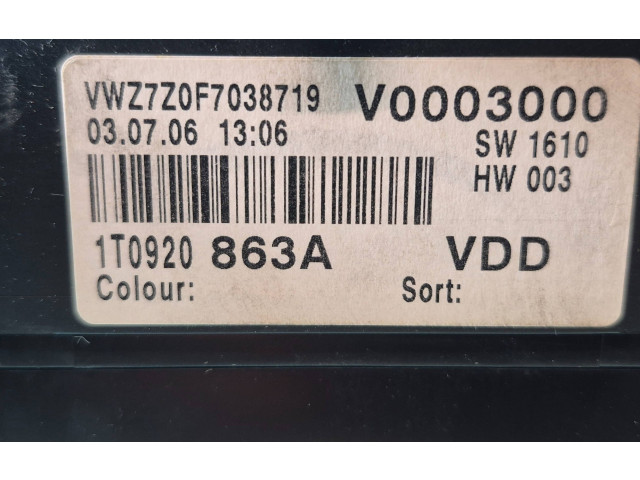 VWZ7Z0F7038719 V0003000
03.07.06 13:06 SW 1610
HW 003
1T0920 863A VDD
Colour: Sort: